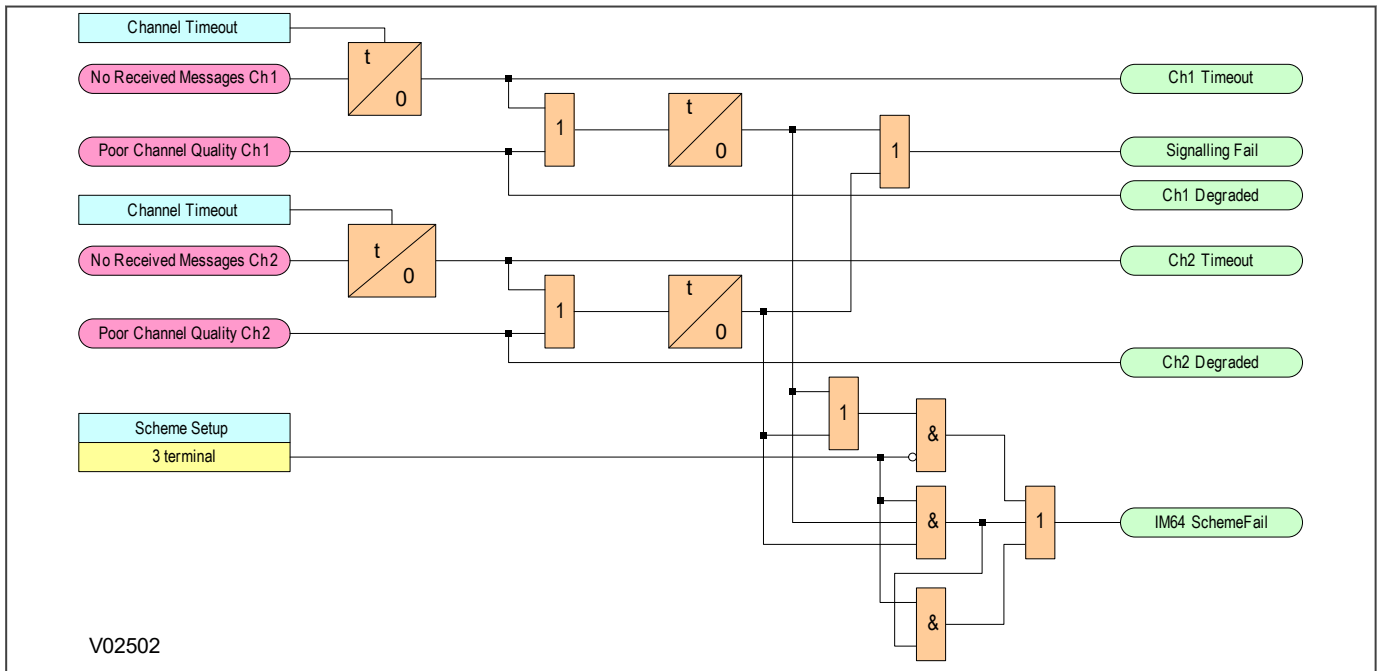 Channel Timeout
t
0
No Received Messages Ch1
Ch1 Timeout
1
t
0
1
Poor Channel Quality Ch1
Signalling Fail
Ch1 Degraded
Channel Timeout
t
0
No Received Messages Ch2
Ch2 Timeout
1
t
0
Poor Channel Quality Ch2
Ch2 Degraded
1
&
Scheme Setup
3 terminal
&
1
IM64 SchemeFail
&
V02502